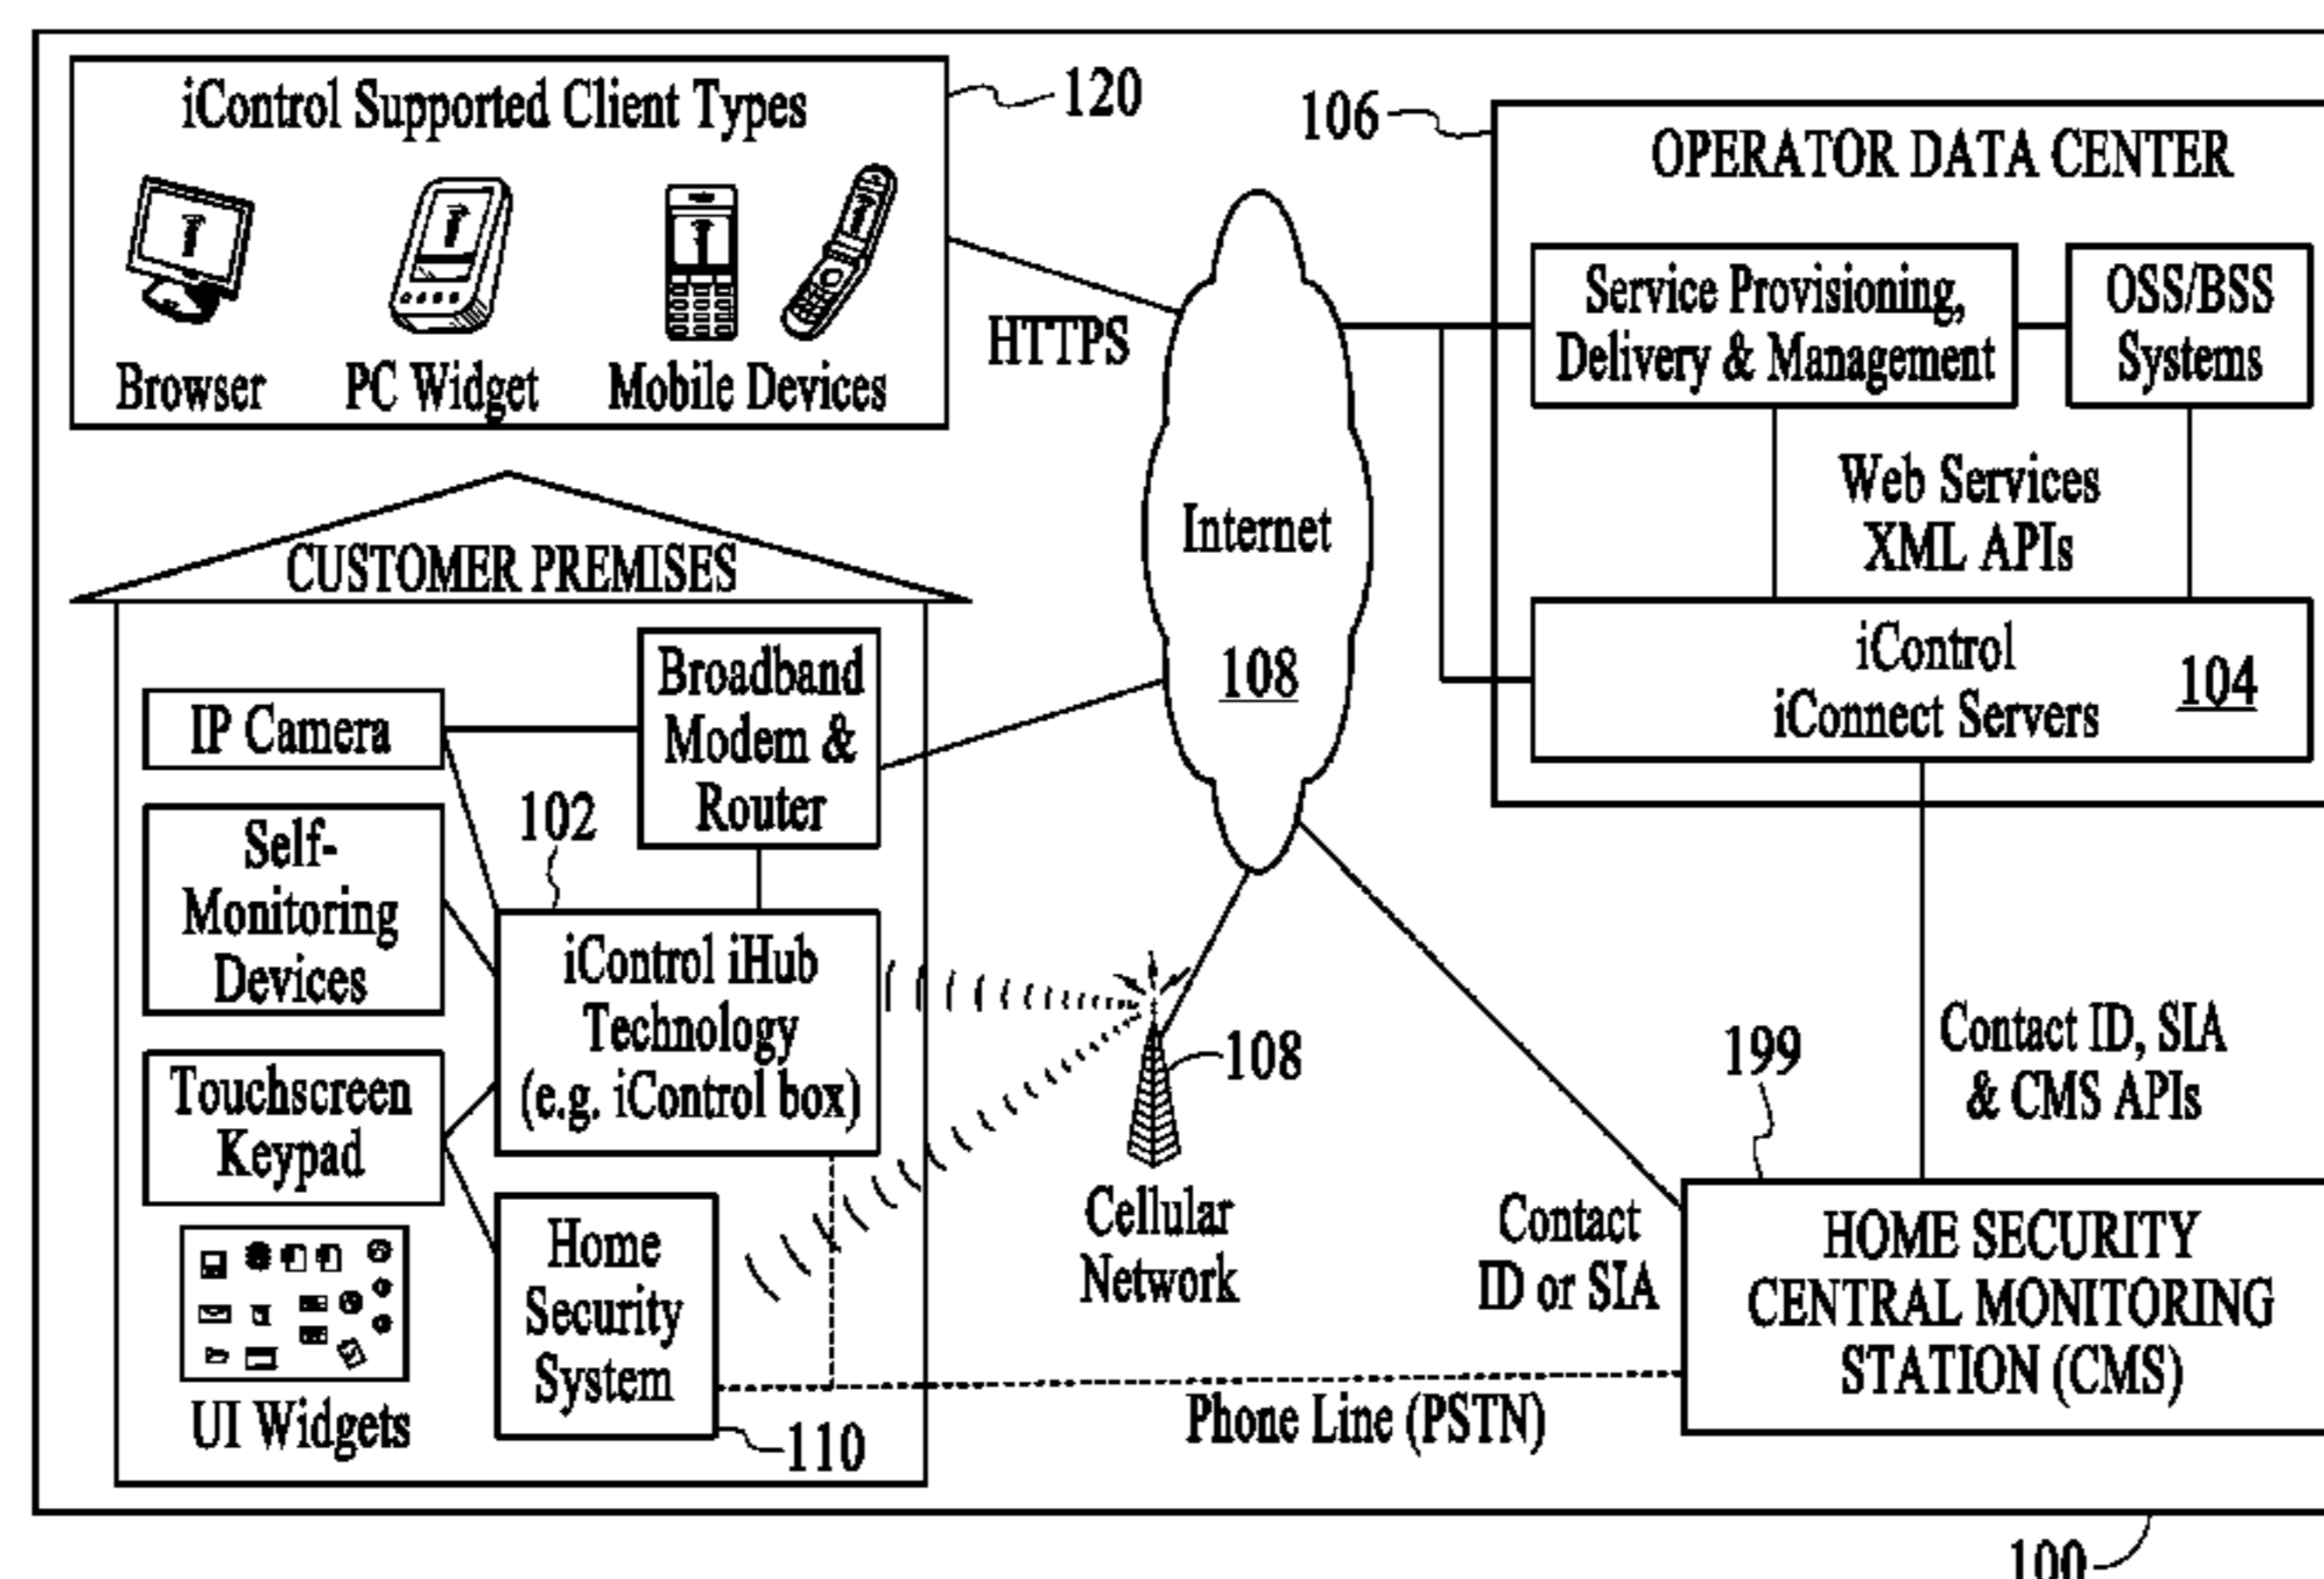 iControl Supported Client Types
120
Browser
PC Widget
Mobile Devices
HTTPS
106
OPERATOR DATA CENTER
Service Provisioning,
Delivery & Management
OSS/BSS
Systems
Web Services
XML APIs
iControl
iConnect Servers
104
Internet
108
CUSTOMER PREMISES
IP Camera
Broadband
Modem &
Router
Self-
Monitoring
Devices
102
iControl iHub
Technology
(e.g. iControl box)
Touchscreen
Keypad
Home
Security
System
110
UI Widgets
108
Cellular
Network
Contact
ID or SIA
Phone Line (PSTN)
199
Contact ID, SIA
& CMS APIs
HOME SECURITY
CENTRAL MONITORING
STATION (CMS)
100